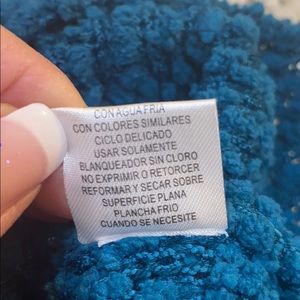 CON AGUA FRIA
CON COLORES SIMILARES
CICLO DELICADO
USAR SOLAMENTE
BLANQUEADOR SIN CLORO
NO EXPRIMIR O RETORCER
REFORMAR Y SECAR SOBRE
SUPERFICIE PLANA
PLANCHA FRIO
CUANDO SE NECESITE